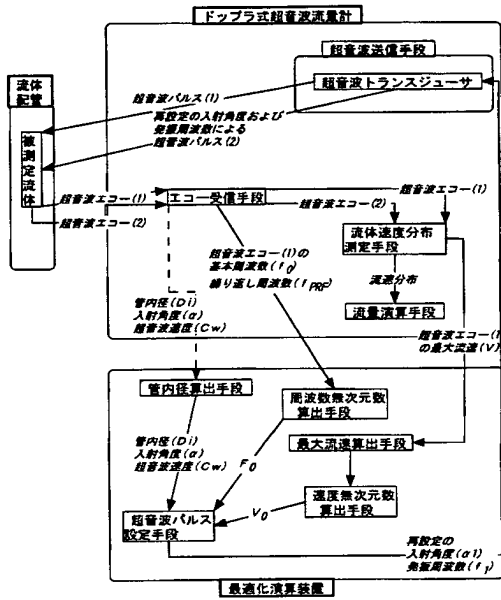 ドップラ式超音波流量計
超音波送信手段
超音波トランスジューサ
流体
配管
被測定流体
超音波パルス(1)
再設定の入射角度および
発振周波数による
超音波パルス(2)
超音波エコー(1)
超音波エコー(2)
エコー受信手段
超音波エコー(1)
超音波エコー(2)
流体速度分布
測定手段
流速分布
流量演算手段
超音波エコー(1)の
基本周波数(f0)
繰り返し周波数(fPRF)
管内径(Di)
入射角度(α)
超音波速度(Cw)
超音波エコー(1
の最大流速(V)
管内径算出手段
周波数無次元数
算出手段
最大流速算出手段
管内径(Di)
入射角度(α)
超音波速度(Cw)
F0
速度無次元数
算出手段
V0
超音波パルス
設定手段
再設定の
入射角度(α1)
発振周波数(f1)
最適化演算装置